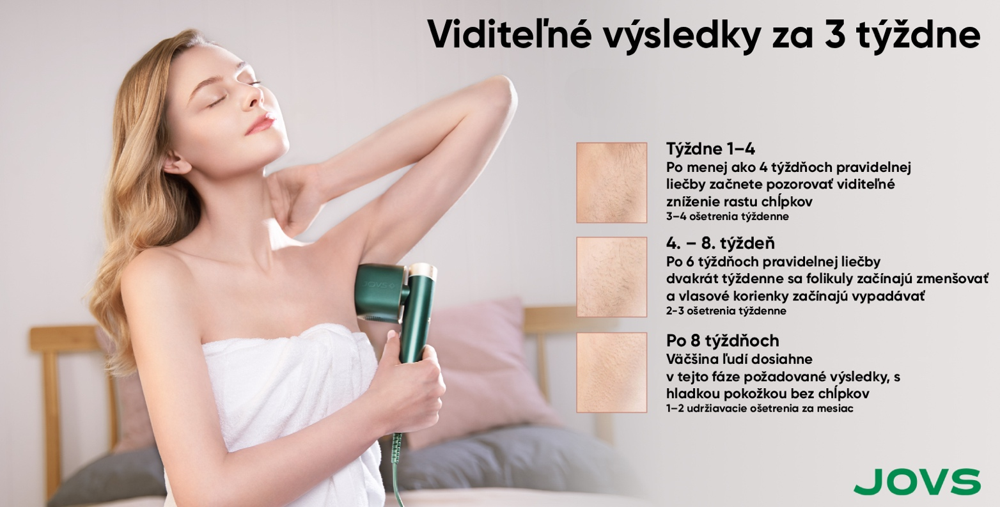 Viditeľné výsledky za 3 týždne
Týždne 1–4
Po menej ako 4 týždňoch pravidelnej
liečby začnete pozorovať viditeľné
zníženie rastu chĺpkov
3–4 ošetrenia týždenne
4. – 8. týždeň
Po 6 týždňoch pravidelnej liečby
dvakrát týždenne sa folikuly začínajú zmenšovať
a vlasové korienky začínajú vypadávať
2-3 ošetrenia týždenne
Po 8 týždňoch
Väčšina ľudí dosiahne
v tejto fáze požadované výsledky, s
hladkou pokožkou bez chĺpkov
1–2 udržiavacie ošetrenia za mesiac
JOVS
JOVS